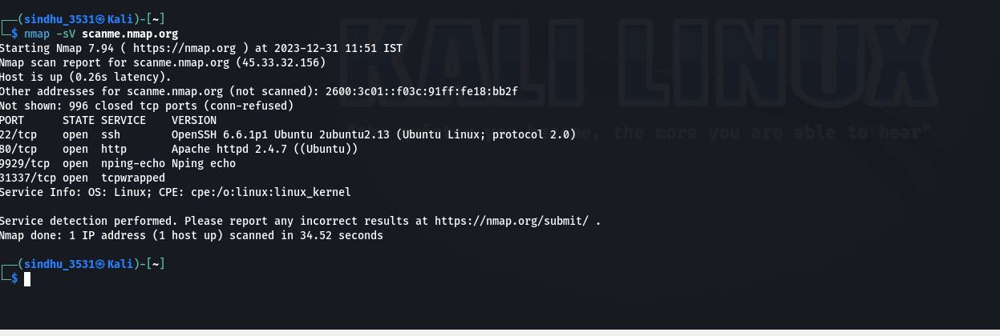 ┌──(sindhu_3531㉿Kali)-[~]
└─$ nmap -sV scanme.nmap.org
Starting Nmap 7.94 ( https://nmap.org ) at 2023-12-31 11:51 IST
Nmap scan report for scanme.nmap.org (45.33.32.156)
Host is up (0.26s latency).
Other addresses for scanme.nmap.org (not scanned): 2600:3c01::f03c:91ff:fe18:bb2f
Not shown: 996 closed tcp ports (conn-refused)
PORT      STATE SERVICE    VERSION
22/tcp    open  ssh        OpenSSH 6.6.1p1 Ubuntu 2ubuntu2.13 (Ubuntu Linux; protocol 2.0)
80/tcp    open  http       Apache httpd 2.4.7 ((Ubuntu))
9929/tcp  open  nping-echo Nping echo
31337/tcp open  tcpwrapped
Service Info: OS: Linux; CPE: cpe:/o:linux:linux_kernel
Service detection performed. Please report any incorrect results at https://nmap.org/submit/ .
Nmap done: 1 IP address (1 host up) scanned in 34.52 seconds
┌──(sindhu_3531㉿Kali)-[~]
└─$
KALI LINUX
the more you are able to hear"